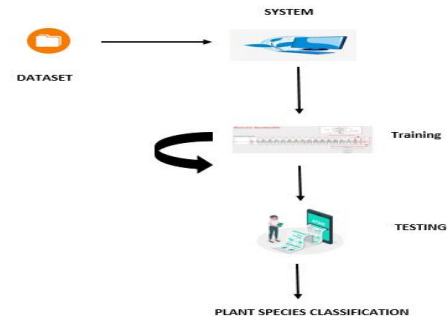 SYSTEM
DATASET
Training
TESTING
PLANT SPECIES CLASSIFICATION